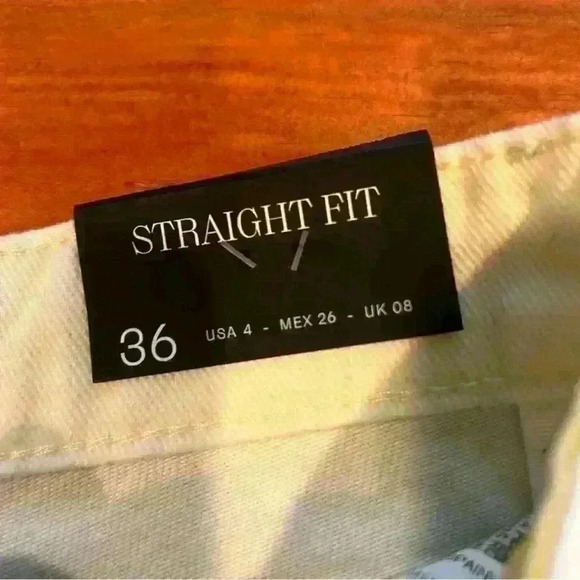 STRAIGHT FIT
36 USA 4 - MEX 26 - UK 08